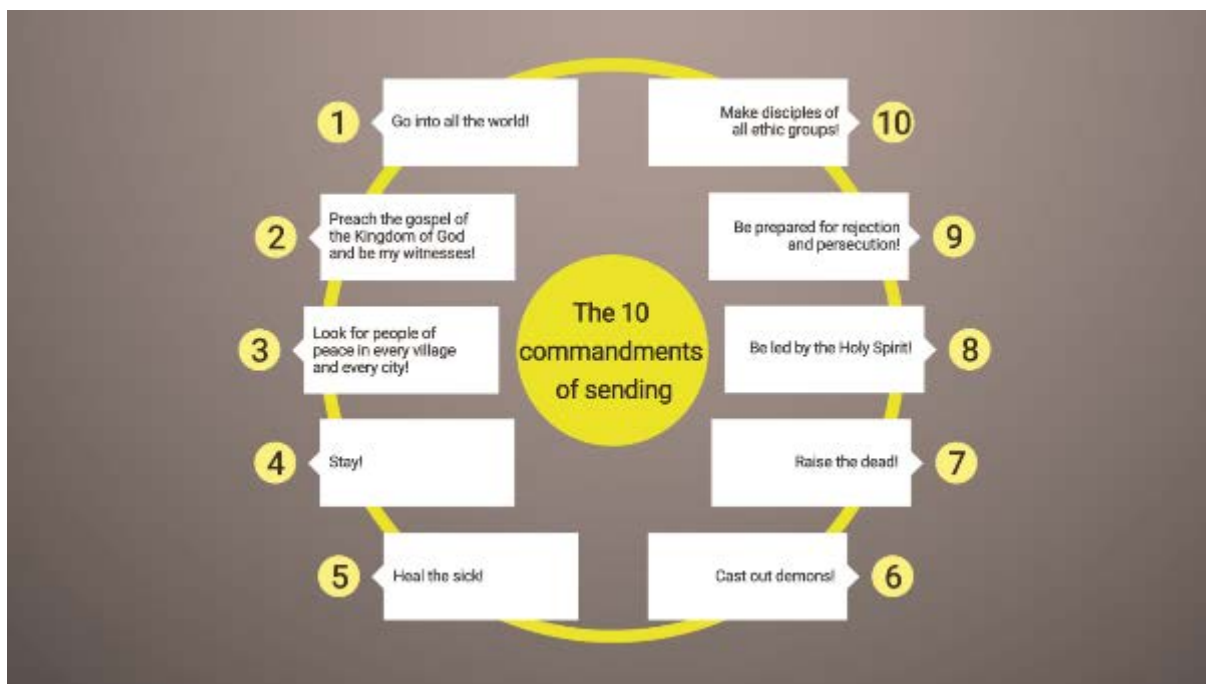 The 10
commandments
of sending
1
Go into all the world!
2
Preach the gospel of
the Kingdom of God
and be my witnesses!
3
Look for people of
peace in every village
and every city!
4
Stay!
5
Heal the sick!
6
Cast out demons!
7
Raise the dead!
8
Be led by the Holy Spirit!
9
Be prepared for rejection
and persecution!
10
Make disciples of
all ethic groups!